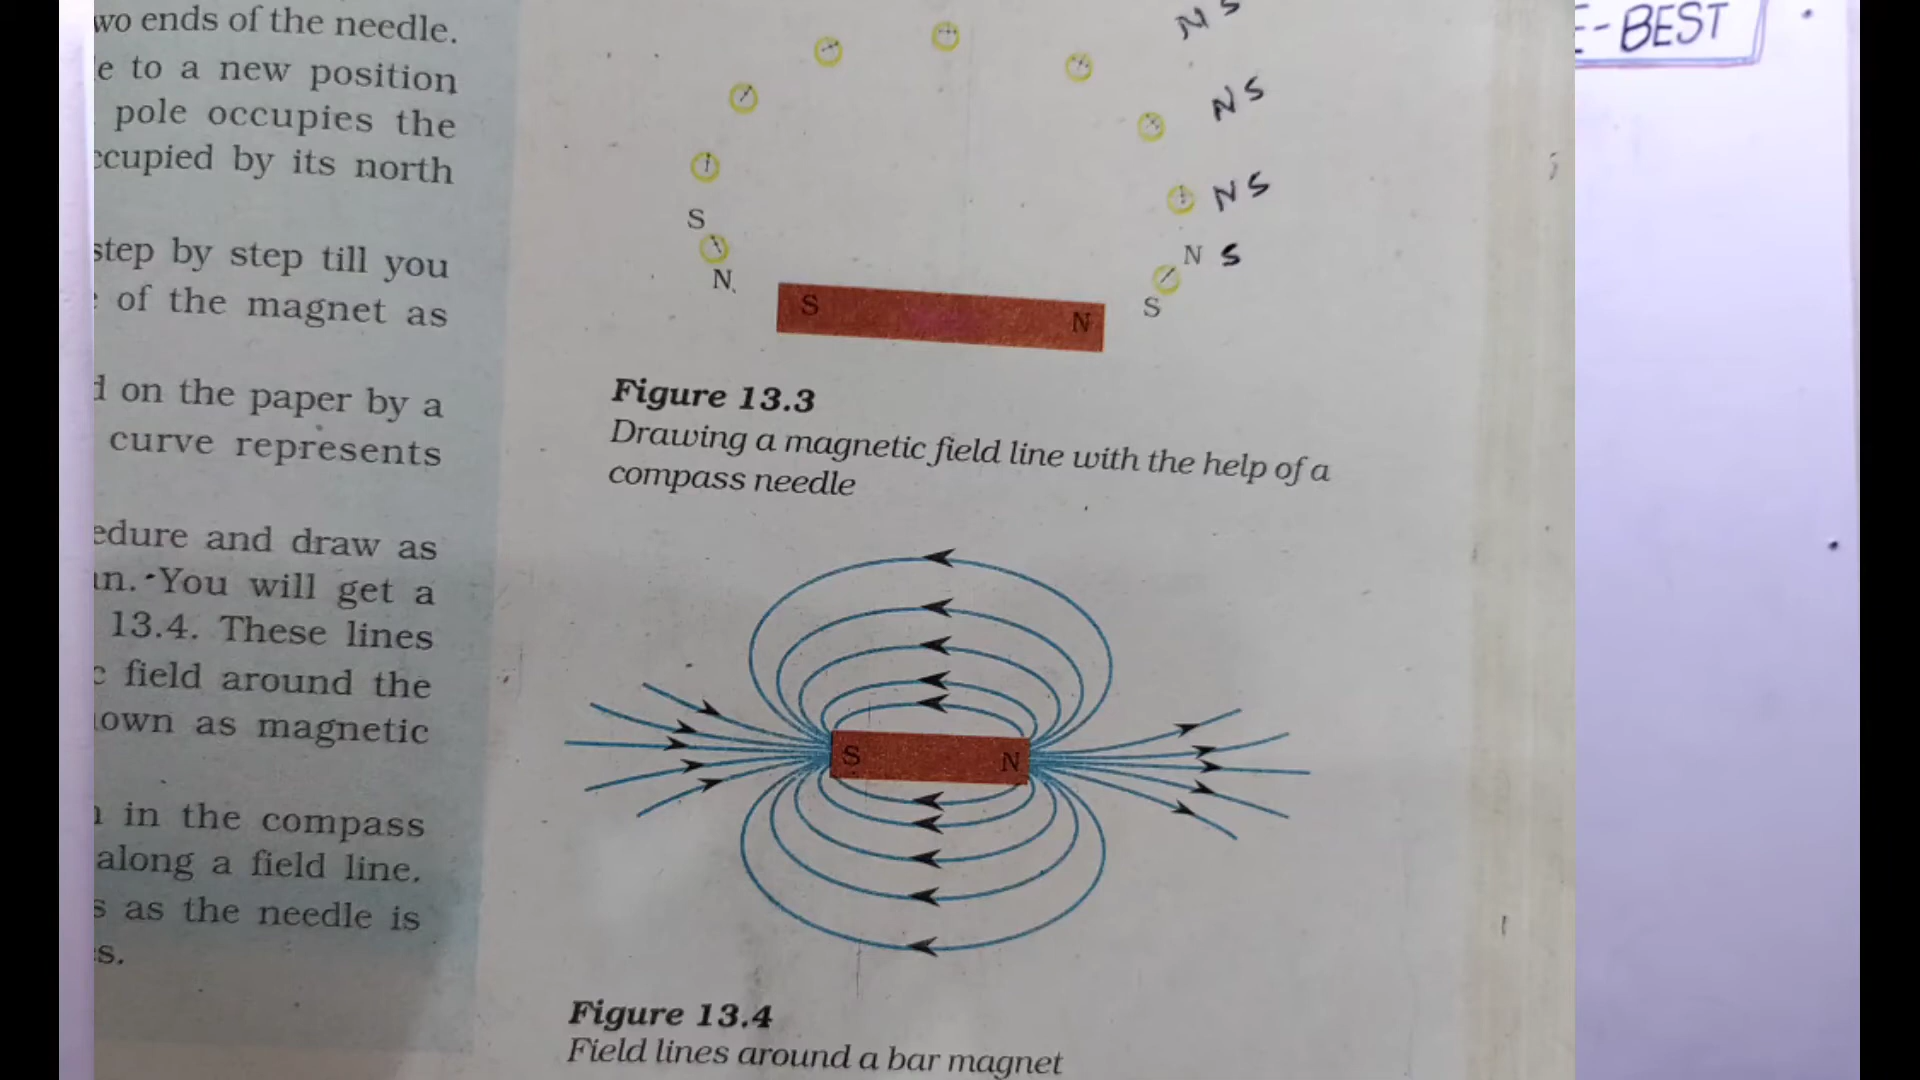 wo ends of the needle.
e to a new position
pole occupies the
ccupied by its north
step by step till you
of the magnet as
d on the paper by a
curve represents
edure and draw as
n. You will get a
13.4. These lines
c field around the
own as magnetic
n in the compass
along a field line.
s as the needle is
s.
N S
N S
N S
S
N
N S
S
S
N
Figure 13.3
Drawing a magnetic field line with the help of a
compass needle
S
N
Figure 13.4
Field lines around a bar magnet
E-BEST